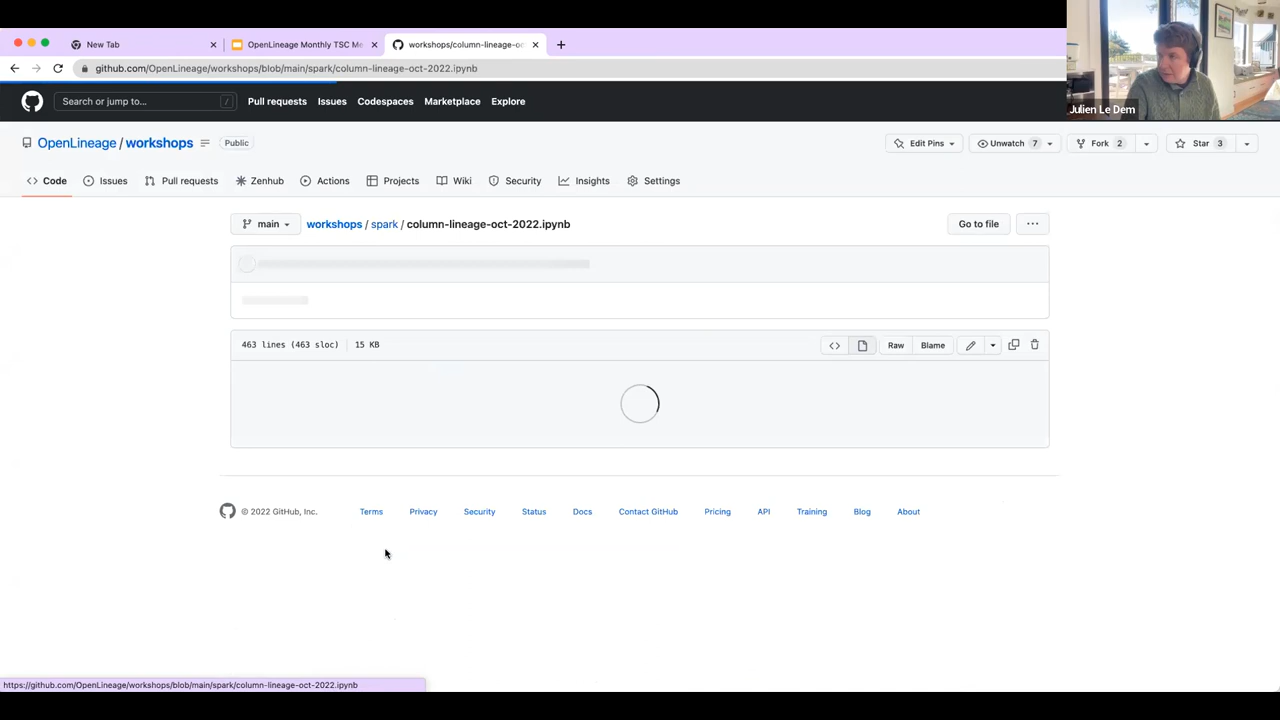 New Tab
OpenLineage Monthly TSC Me
workshops/column-lineage-oc
github.com/OpenLineage/workshops/blob/main/spark/column-lineage-oct-2022.ipynb
Julien Le Dem
Search or jump to... /
Pull requests Issues Codespaces Marketplace Explore
OpenLineage / workshops Public
Edit Pins Unwatch 7 Fork 2 Star 3
Code Issues Pull requests Zenhub Actions Projects Wiki Security Insights Settings
main workshops / spark / column-lineage-oct-2022.ipynb Go to file ...
463 lines (463 sloc) 15 KB Raw Blame
© 2022 GitHub, Inc. Terms Privacy Security Status Docs Contact GitHub Pricing API Training Blog About
https://github.com/OpenLineage/workshops/blob/main/spark/column-lineage-oct-2022.ipynb